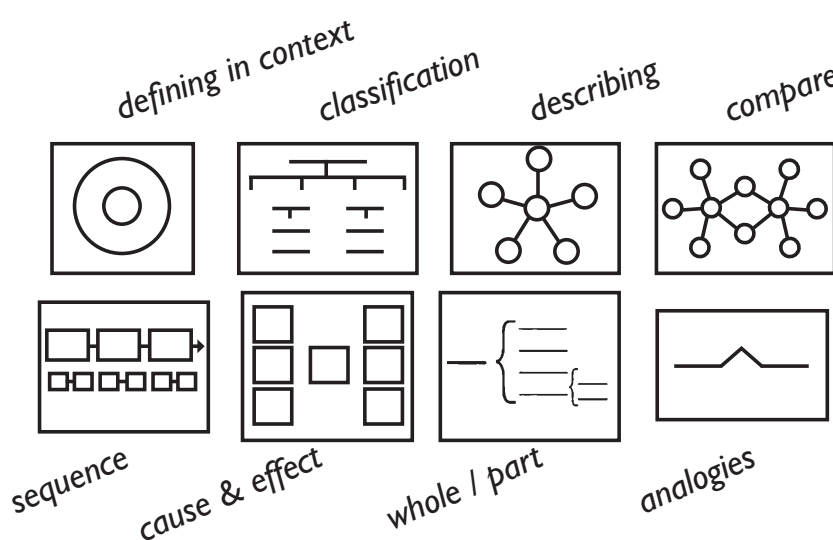 defining in context
classification
describing
compare
sequence
cause & effect
whole / part
analogies